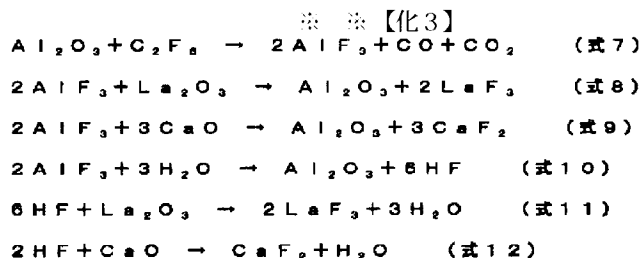 ※ ※【化3】
Al₂O₃+C₂F₆ → 2AlF₃+CO+CO₂ (式7)
2AlF₃+La₂O₃ → Al₂O₃+2LaF₃ (式8)
2AlF₃+3CaO → Al₂O₃+3CaF₂ (式9)
2AlF₃+3H₂O → Al₂O₃+6HF (式10)
6HF+La₂O₃ → 2LaF₃+3H₂O (式11)
2HF+CaO → CaF₂+H₂O (式12)